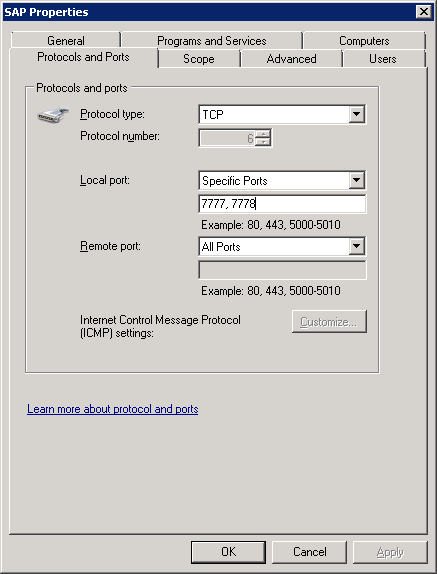 SAP Properties
General
Programs and Services
Computers
Protocols and Ports
Scope
Advanced
Users
Protocols and ports
Protocol type:
TCP
Protocol number:
6
Local port:
Specific Ports
7777, 7778
Example: 80, 443, 5000-5010
Remote port:
All Ports
Example: 80, 443, 5000-5010
Internet Control Message Protocol
(ICMP) settings:
Customize...
Learn more about protocol and ports
OK
Cancel
Apply